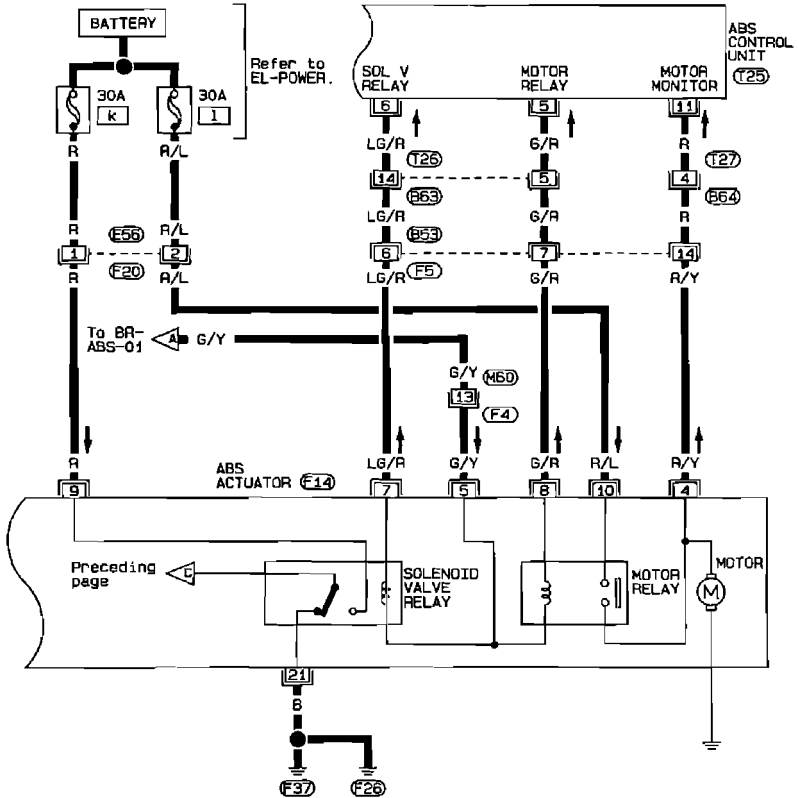 BATTERY
Refer to
EL-POWER.
30A
k
30A
l
ABS
CONTROL
UNIT
T25
SOL V
RELAY
MOTOR
RELAY
MOTOR
MONITOR
6
5
11
R
R/L
LG/R
G/R
R
T26
T27
14
5
4
B63
B64
R
R/L
LG/R
G/R
R
E56
B53
1
2
6
7
14
F20
F5
R
R/L
LG/R
G/R
R/Y
To BR-
ABS-01
A
G/Y
G/Y
M60
13
F4
R
LG/R
G/Y
G/R
R/L
R/Y
ABS
ACTUATOR
F14
9
7
5
8
10
4
Preceding
page
C
SOLENOID
VALVE
RELAY
MOTOR
RELAY
MOTOR
M
21
B
F37
F26